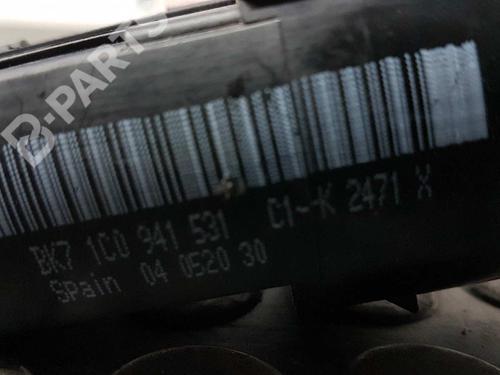 B-PARTS
BK7 1C0 941 531 C1--K 2471 X
SPain 04 0520 30